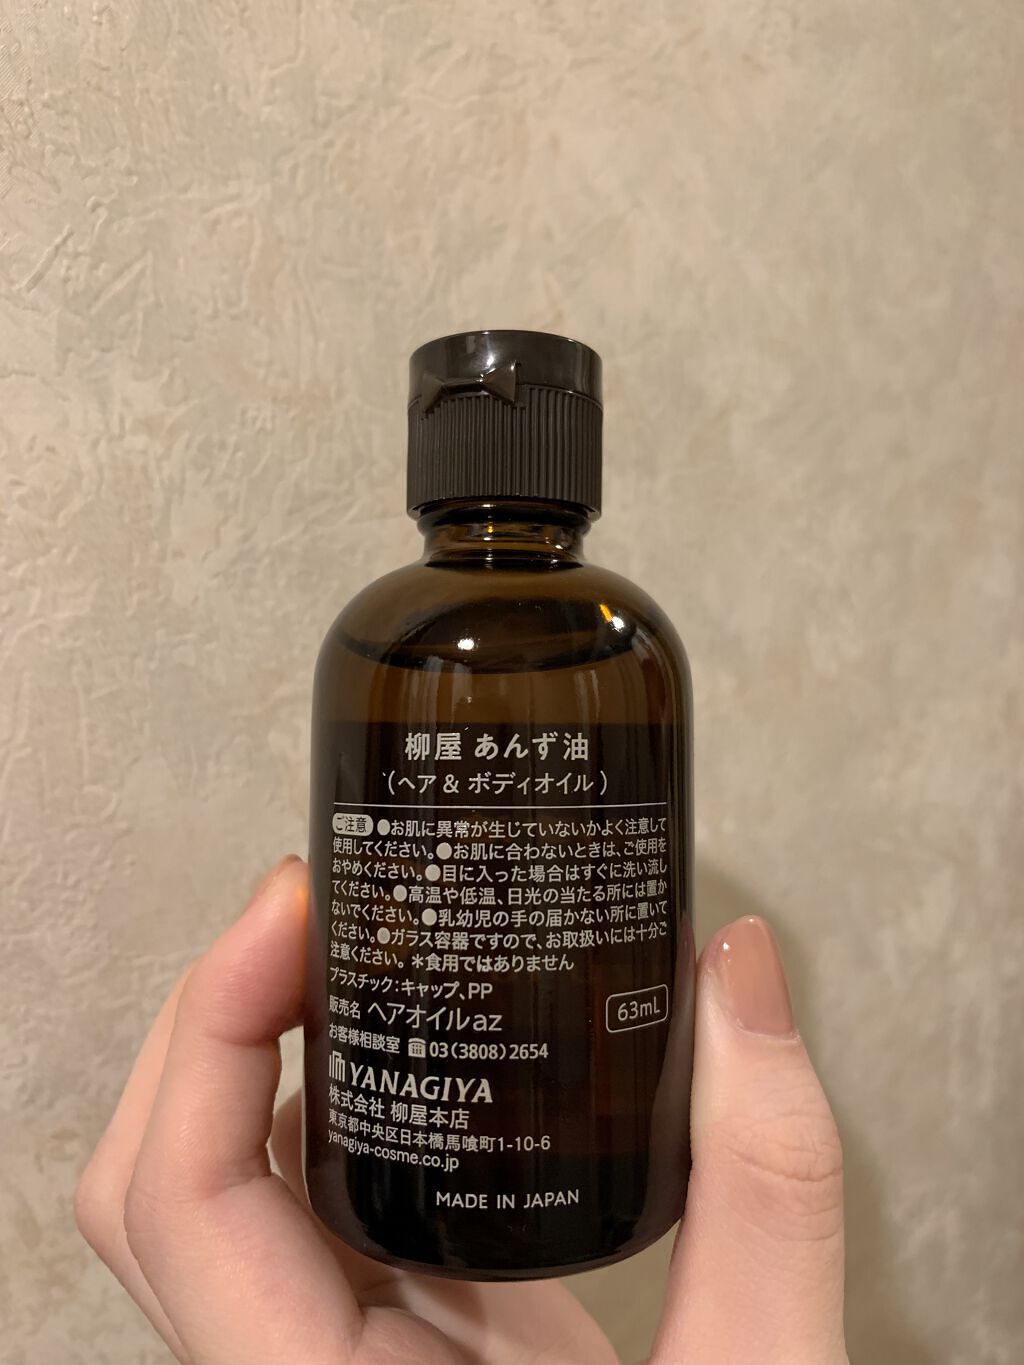 柳屋 あんず油
(ヘア & ボディオイル)
ご注意 ●お肌に異常が生じていないかよく注意して
使用してください。●お肌に合わないときは、ご使用を
おやめください。●目に入った場合はすぐに洗い流し
てください。●高温や低温、日光の当たる所には置か
ないでください。●乳幼児の手の届かない所に置いて
ください。●ガラス容器ですので、お取扱いには十分ご
注意ください。 *食用ではありません
プラスチック:キャップ、PP
販売名 ヘアオイルaz
63mL
お客様相談室 ☎03(3808)2654
YANAGIYA
株式会社 柳屋本店
東京都中央区日本橋馬喰町1-10-6
yanagiya-cosme.co.jp
MADE IN JAPAN